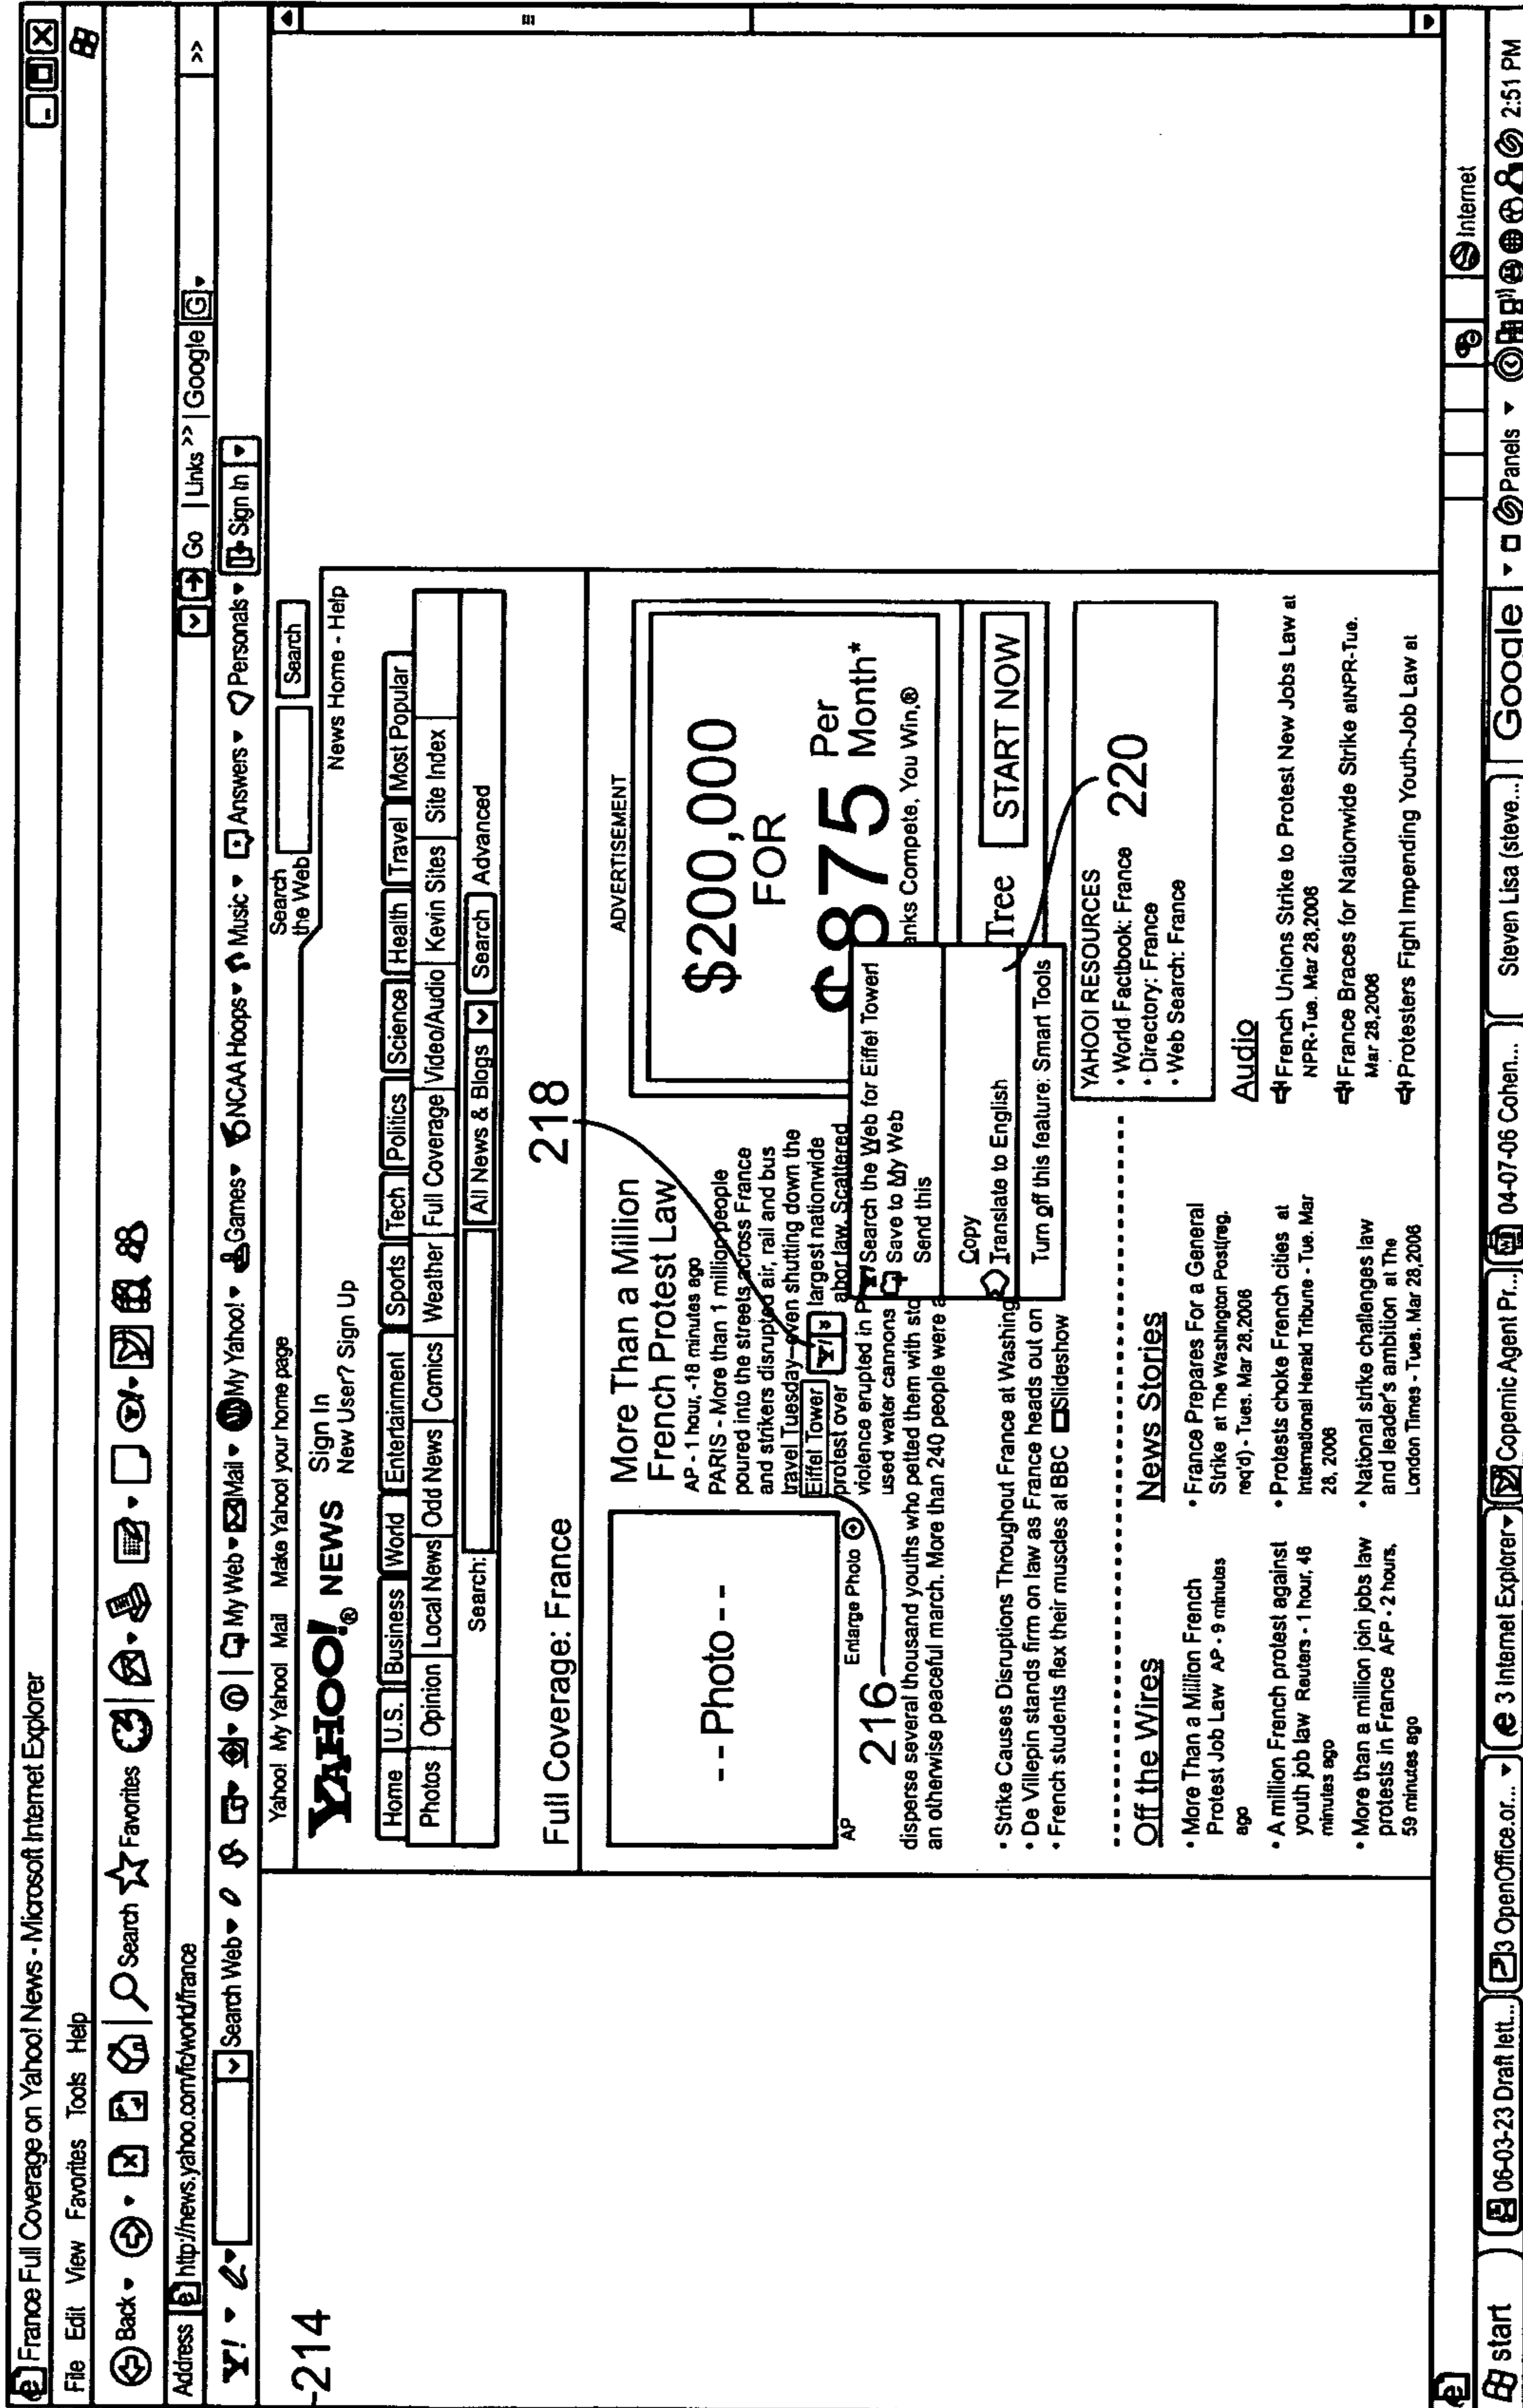 France Full Coverage on Yahoo! News - Microsoft Internet Explorer
File Edit View Favorites Tools Help
Back Search Favorites
Address http://news.yahoo.com/fc/world/france Go Links >> Google G >>
Y! Search Web My Web Mail My Yahoo! Games NCAA Hoops Music Answers Personals Sign In
214
Yahoo! My Yahoo! Mail Make Yahoo! your home page
Search the Web Search
YAHOO!® NEWS
Sign In
New User? Sign Up
News Home - Help
Home U.S. Business World Entertainment Sports Tech Politics Science Health Travel Most Popular
Photos Opinion Local News Odd News Comics Weather Full Coverage Video/Audio Kevin Sites Site Index
Search: All News & Blogs Search Advanced
Full Coverage: France
218
-- Photo --
AP
Enlarge Photo
216
More Than a Million
French Protest Law
AP - 1 hour, -18 minutes ago
PARIS - More than 1 million people
poured into the streets across France
and strikers disrupted air, rail and bus
travel Tuesday-even shutting down the
Eiffel Tower Y! largest nationwide
protest over abor law. Scattered
violence erupted in P
used water cannons
disperse several thousand youths who petted them with sto
an otherwise peaceful march. More than 240 people were a
• Strike Causes Disruptions Throughout France at Washing
• De Villepin stands firm on law as France heads out on
• French students flex their muscles at BBC Slideshow
Y! Search the Web for Eiffel Tower!
Save to My Web
Send this
Copy
Translate to English
Turn off this feature: Smart Tools
220
ADVERTISEMENT
$200,000
FOR
$875 Per
Month*
anks Compete, You Win,®
Tree START NOW
YAHOO! RESOURCES
• World Factbook: France
• Directory: France
• Web Search: France
Off the Wires
• More Than a Million French
Protest Job Law AP - 9 minutes
ago
• A million French protest against
youth job law Reuters - 1 hour, 46
minutes ago
• More than a million join jobs law
protests in France AFP - 2 hours,
59 minutes ago
News Stories
• France Prepares For a General
Strike at The Washington Post(reg.
req'd) - Tues. Mar 28,2006
• Protests choke French cities at
International Herald Tribune - Tue. Mar
28, 2006
• National strike challenges law
and leader's ambition at The
London Times - Tues. Mar 28,2006
Audio
French Unions Strike to Protest New Jobs Law at
NPR-Tue. Mar 28,2006
France Braces for Nationwide Strike atNPR-Tue.
Mar 28,2006
Protesters Fight Impending Youth-Job Law at
Internet
start 06-03-23 Draft lett... 3 OpenOffice.or... 3 Internet Explorer Copemic Agent Pr... 04-07-06 Cohen... Steven Lisa (steve... Google Panels 2:51 PM